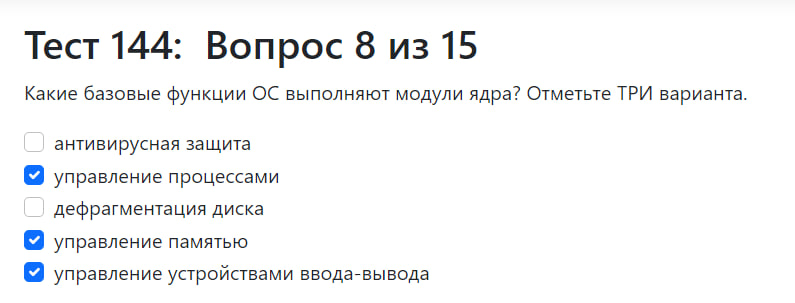 Тест 144: Вопрос 8 из 15
Какие базовые функции ОС выполняют модули ядра? Отметьте ТРИ варианта.
антивирусная защита
управление процессами
дефрагментация диска
управление памятью
управление устройствами ввода-вывода